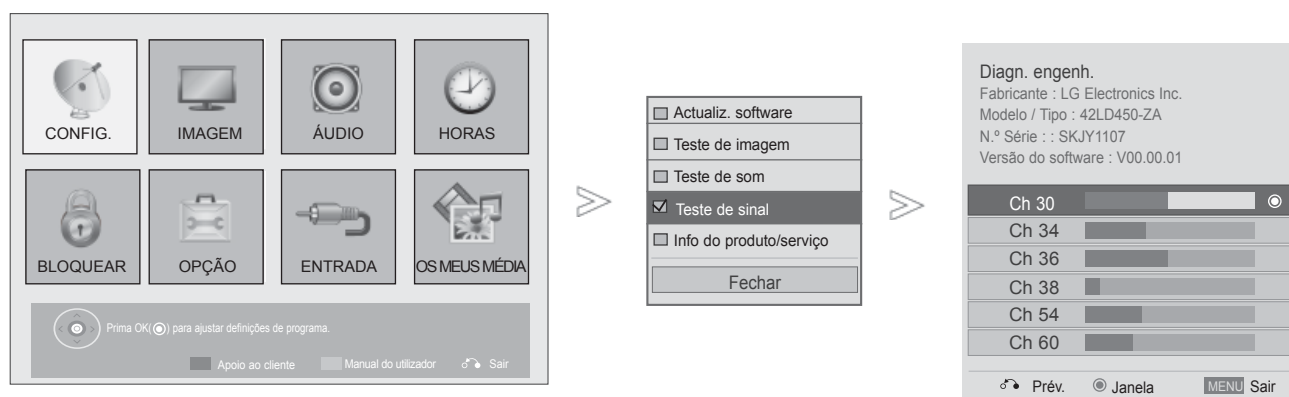 CONFIG.
IMAGEM
ÁUDIO
HORAS
BLOQUEAR
OPÇÃO
ENTRADA
OS MEUS MÉDIA
Prima OK(◉) para ajustar definições de programa.
Apoio ao cliente
Manual do utilizador
Sair
Actualiz. software
Teste de imagem
Teste de som
Teste de sinal
Info do produto/serviço
Fechar
Diagn. engenh.
Fabricante : LG Electronics Inc.
Modelo / Tipo : 42LD450-ZA
N.º Série : : SKJY1107
Versão do software : V00.00.01
Ch 30
Ch 34
Ch 36
Ch 38
Ch 54
Ch 60
Prév.
Janela
MENU Sair